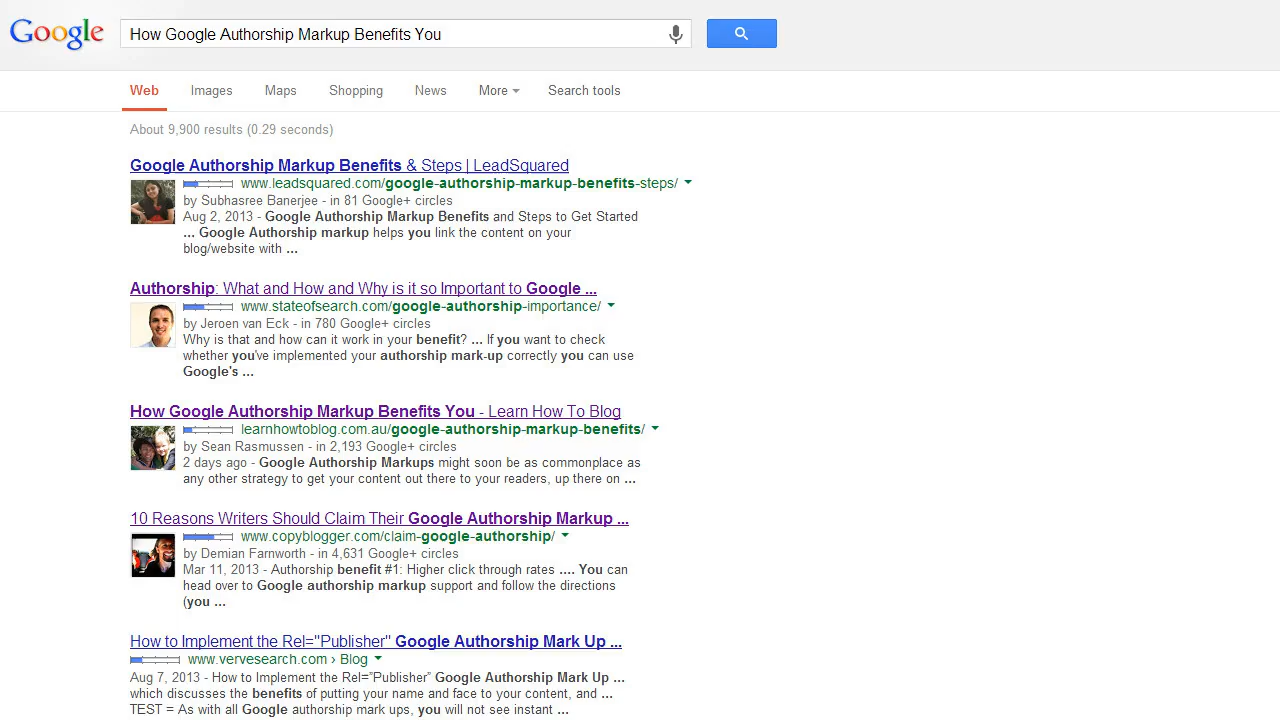 Google
How Google Authorship Markup Benefits You
Web Images Maps Shopping News More Search tools
About 9,900 results (0.29 seconds)
Google Authorship Markup Benefits & Steps | LeadSquared
www.leadsquared.com/google-authorship-markup-benefits-steps/
by Subhasree Banerjee - in 81 Google+ circles
Aug 2, 2013 - Google Authorship Markup Benefits and Steps to Get Started
... Google Authorship markup helps you link the content on your
blog/website with ...
Authorship: What and How and Why is it so Important to Google ...
www.stateofsearch.com/google-authorship-importance/
by Jeroen van Eck - in 780 Google+ circles
Why is that and how can it work in your benefit? ... If you want to check
whether you've implemented your authorship mark-up correctly you can use
Google's ...
How Google Authorship Markup Benefits You - Learn How To Blog
learnhowtoblog.com.au/google-authorship-markup-benefits/
by Sean Rasmussen - in 2,193 Google+ circles
2 days ago - Google Authorship Markups might soon be as commonplace as
any other strategy to get your content out there to your readers, up there on ...
10 Reasons Writers Should Claim Their Google Authorship Markup ...
www.copyblogger.com/claim-google-authorship/
by Demian Farnworth - in 4,631 Google+ circles
Mar 11, 2013 - Authorship benefit #1: Higher click through rates .... You can
head over to Google authorship markup support and follow the directions
(you ...
How to Implement the Rel="Publisher" Google Authorship Mark Up ...
www.vervesearch.com › Blog
Aug 7, 2013 - How to Implement the Rel="Publisher" Google Authorship Mark Up ...
which discusses the benefits of putting your name and face to your content, and ...
TEST = As with all Google authorship mark ups, you will not see instant ...